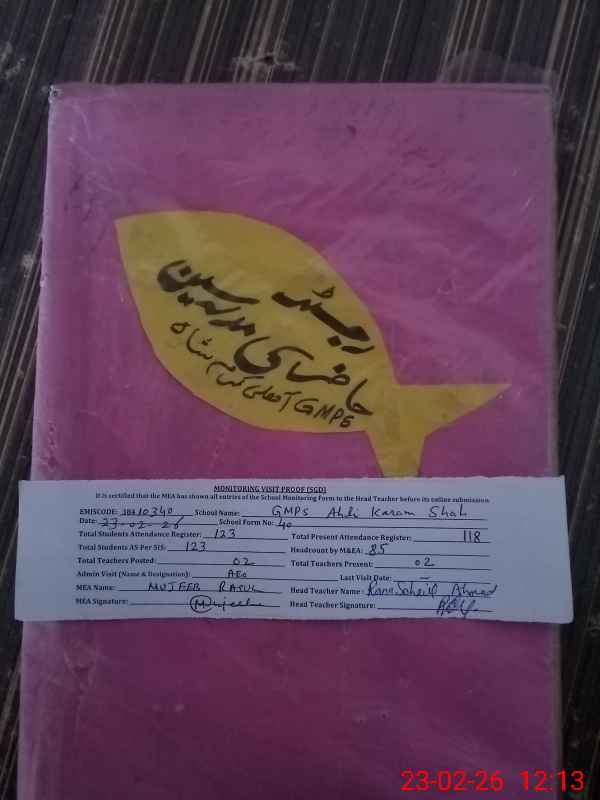 رجسٹر
حاضری مدرسین
GMPS آھلی کرم شاہ
MONITORING VISIT PROOF (SGD)
It is certified that the MEA has shown all entries of the School Monitoring Form to the Head Teacher before its online submission
EMISCODE: School Name: GMPS Ahli Karam Shah
Date: 23-02-26 School Form No: 40
Total Students Attendance Register: 123 Total Present Attendance Register: 118
Total Students AS Per SIS: 123 Headcount by M&EA: 85
Total Teachers Posted: 02 Total Teachers Present: 02
Admin Visit (Name & Designation): AEO Last Visit Date: —
MEA Name: MUJEEB RASUL Head Teacher Name: Rana Soheil Ahmad
MEA Signature: Mujeeb Head Teacher Signature:
23-02-26 12:13